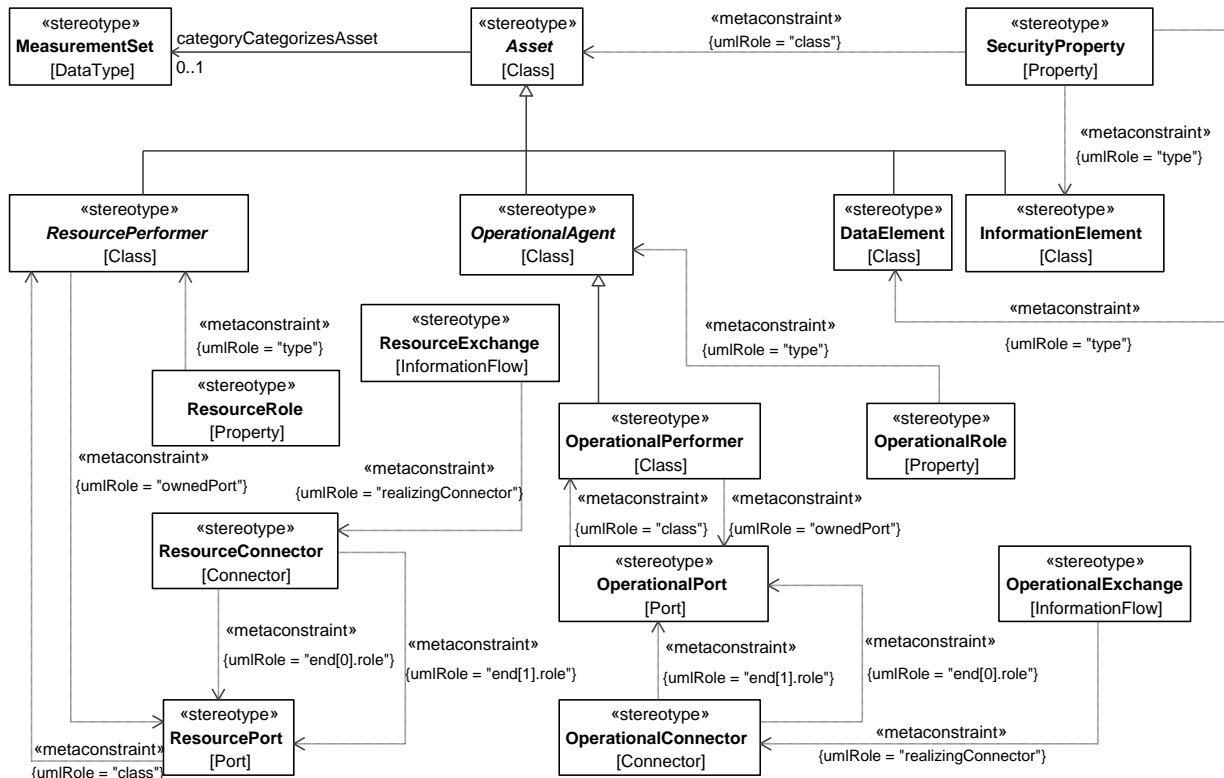 «stereotype»
MeasurementSet
[DataType]
categoryCategorizesAsset
0..1
«stereotype»
Asset
[Class]
«metaconstraint»
{umlRole = "class"}
«stereotype»
SecurityProperty
[Property]
«metaconstraint»
{umlRole = "type"}
«stereotype»
ResourcePerformer
[Class]
«stereotype»
OperationalAgent
[Class]
«stereotype»
DataElement
[Class]
«stereotype»
InformationElement
[Class]
«metaconstraint»
{umlRole = "type"}
«stereotype»
ResourceExchange
[InformationFlow]
«metaconstraint»
{umlRole = "type"}
«metaconstraint»
{umlRole = "type"}
«stereotype»
ResourceRole
[Property]
«stereotype»
OperationalPerformer
[Class]
«stereotype»
OperationalRole
[Property]
«metaconstraint»
{umlRole = "ownedPort"}
«metaconstraint»
{umlRole = "realizingConnector"}
«metaconstraint»
{umlRole = "class"}
«metaconstraint»
{umlRole = "ownedPort"}
«stereotype»
ResourceConnector
[Connector]
«stereotype»
OperationalPort
[Port]
«stereotype»
OperationalExchange
[InformationFlow]
«metaconstraint»
{umlRole = "end[0].role"}
«metaconstraint»
{umlRole = "end[1].role"}
«metaconstraint»
{umlRole = "end[1].role"}
«metaconstraint»
{umlRole = "end[0].role"}
«stereotype»
ResourcePort
[Port]
«metaconstraint»
{umlRole = "class"}
«stereotype»
OperationalConnector
[Connector]
«metaconstraint»
{umlRole = "realizingConnector"}